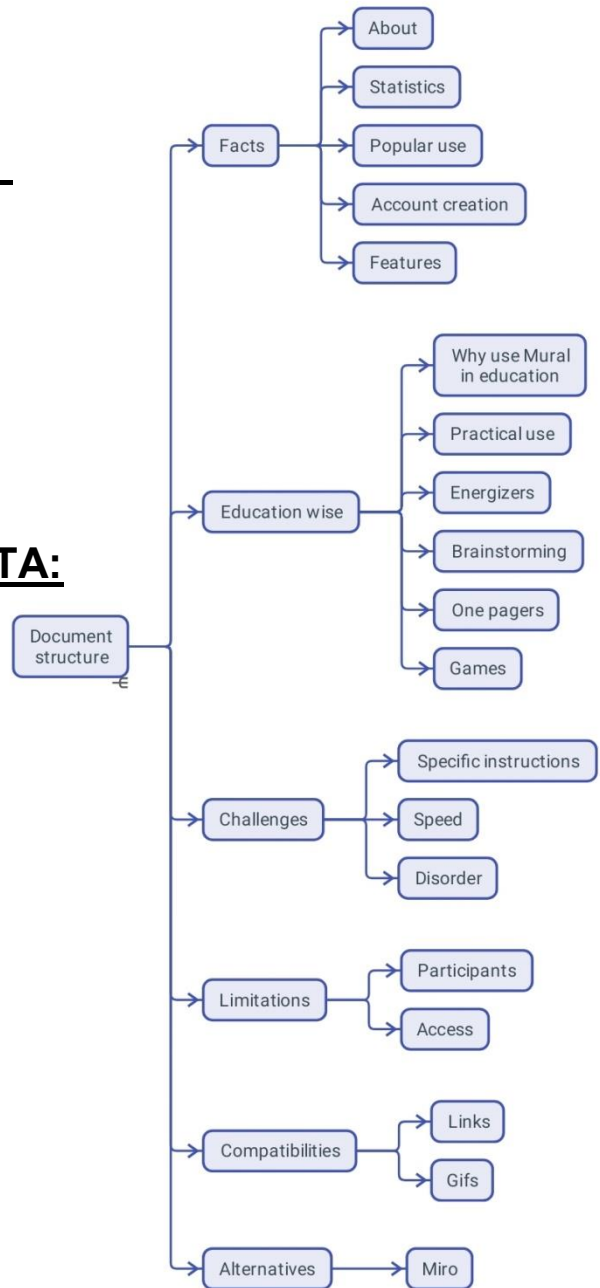 About
Statistics
Facts
Popular use
Account creation
Features
Why use Mural
in education
Practical use
Energizers
Education wise
Brainstorming
One pagers
Games
TA:
Document
structure
Specific instructions
Challenges
Speed
Disorder
Participants
Limitations
Access
Links
Compatibilities
Gifs
Alternatives
Miro